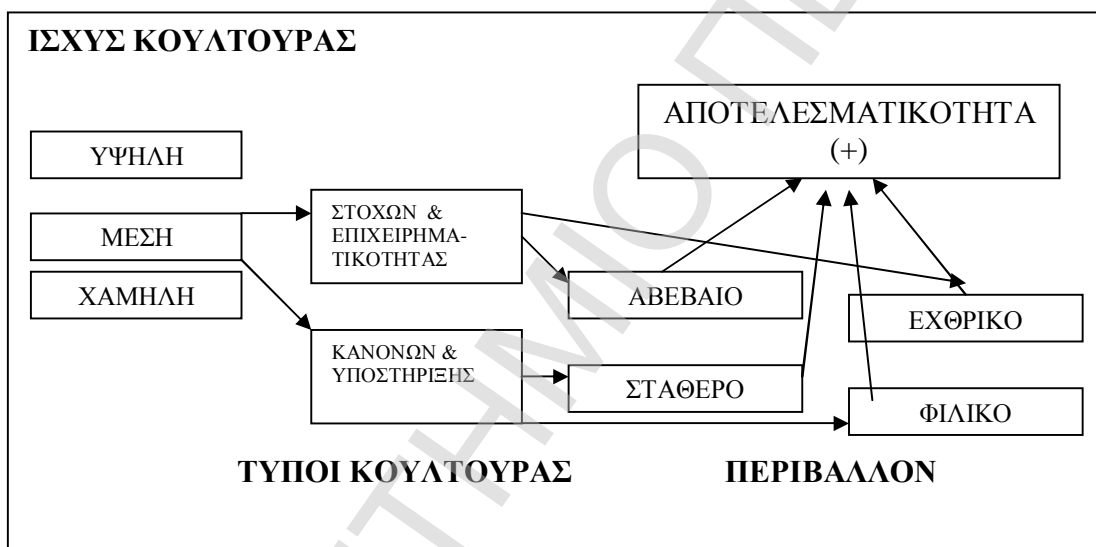 ΙΣΧΥΣ ΚΟΥΛΤΟΥΡΑΣ
ΑΠΟΤΕΛΕΣΜΑΤΙΚΟΤΗΤΑ
(+)
ΥΨΗΛΗ
ΜΕΣΗ
ΧΑΜΗΛΗ
ΣΤΟΧΩΝ &
ΕΠΙΧΕΙΡΗΜΑ-
ΤΙΚΟΤΗΤΑΣ
ΑΒΕΒΑΙΟ
ΕΧΘΡΙΚΟ
ΚΑΝΟΝΩΝ &
ΥΠΟΣΤΗΡΙΞΗΣ
ΣΤΑΘΕΡΟ
ΦΙΛΙΚΟ
ΤΥΠΟΙ ΚΟΥΛΤΟΥΡΑΣ
ΠΕΡΙΒΑΛΛΟΝ